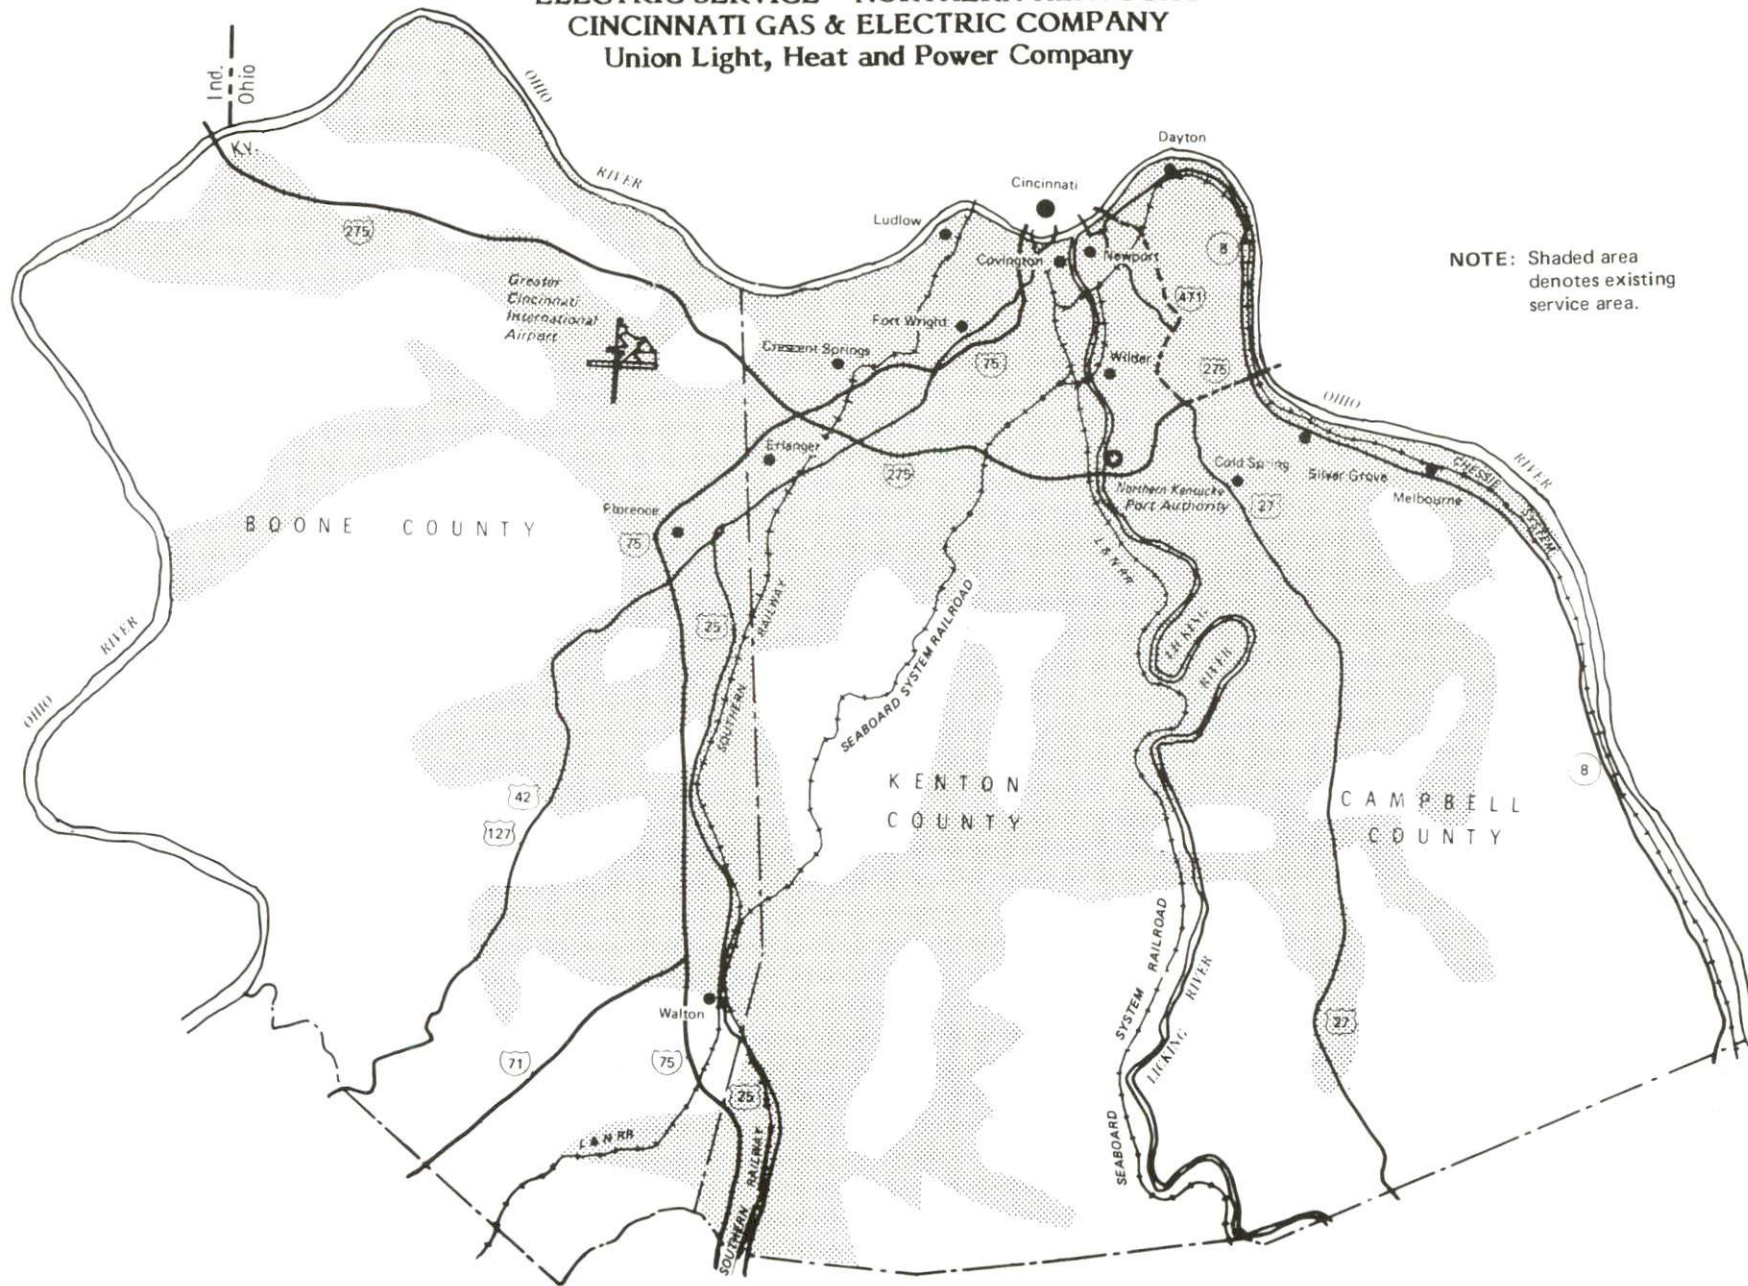 CINCINNATI GAS & ELECTRIC COMPANY
Union Light, Heat and Power Company
Ind.
Ohio
KY.
OHIO
RIVER
Dayton
Cincinnati
Ludlow
Covington
Newport
8
NOTE: Shaded area
denotes existing
service area.
275
Greater
Cincinnati
International
Airport
471
Fort Wright
Crescent Springs
75
Wilder
275
OHIO
RIVER
Erlanger
275
Cold Spring
Silver Grove
Melbourne
CHESSIE
SYSTEM
Northern Kentucky
Port Authority
27
Florence
75
BOONE COUNTY
L & N RR
25
RAILWAY
SOUTHERN
SEABOARD SYSTEM RAILROAD
LICKING
RIVER
RIVER
OHIO
42
127
KENTON
COUNTY
CAMPBELL
COUNTY
8
SYSTEM RAILROAD
SEABOARD
LICKING RIVER
27
Walton
71
75
25
L & N RR
SOUTHERN RAILWAY